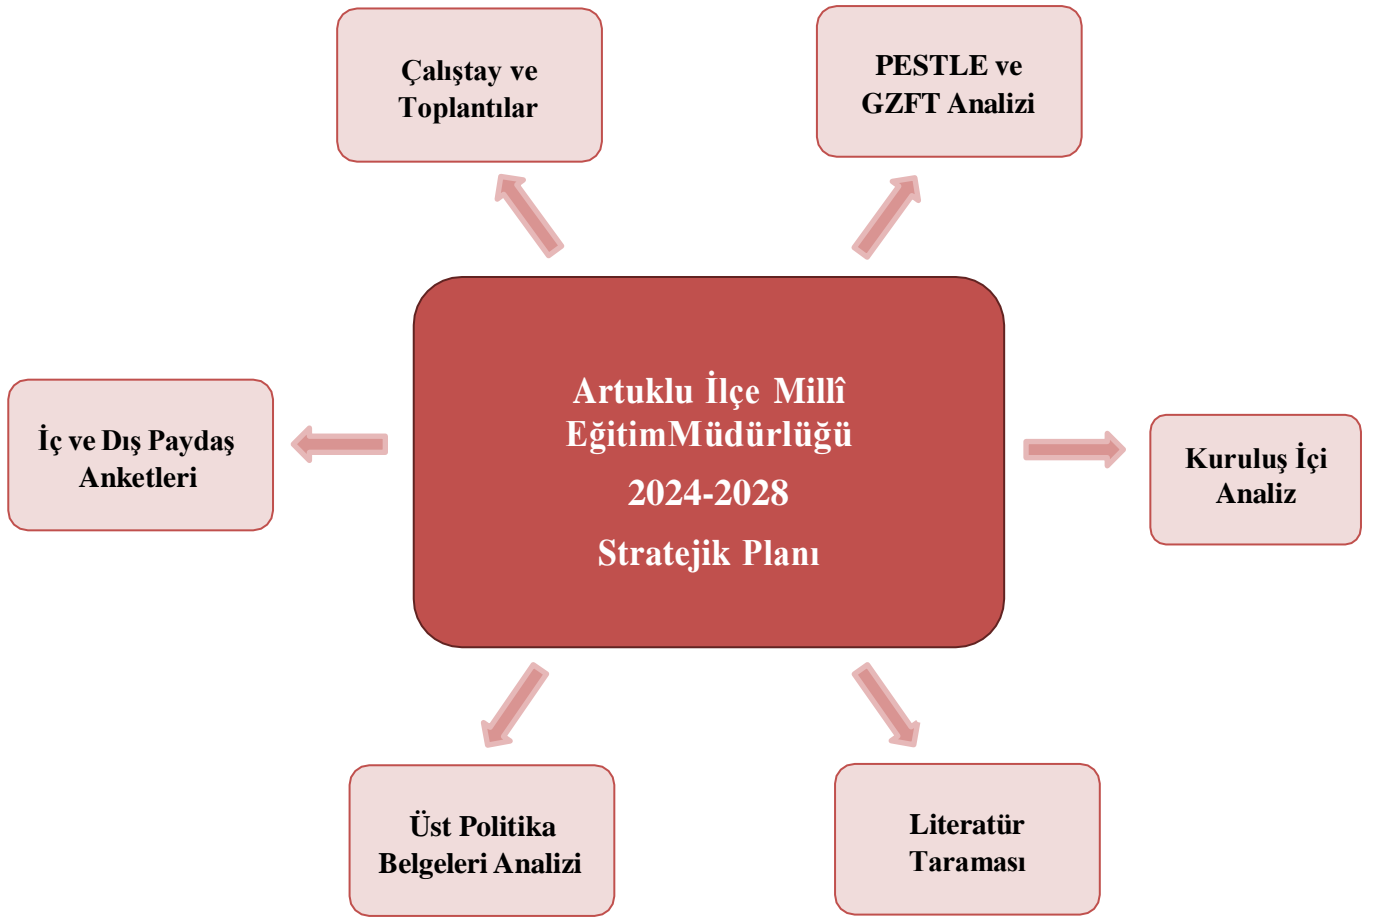 Çalıştay ve
Toplantılar
PESTLE ve
GZFT Analizi
Artuklu İlçe Millî
EğitimMüdürlüğü
2024-2028
Stratejik Planı
İç ve Dış Paydaş
Anketleri
Kuruluş İçi
Analiz
Üst Politika
Belgeleri Analizi
Literatür
Taraması